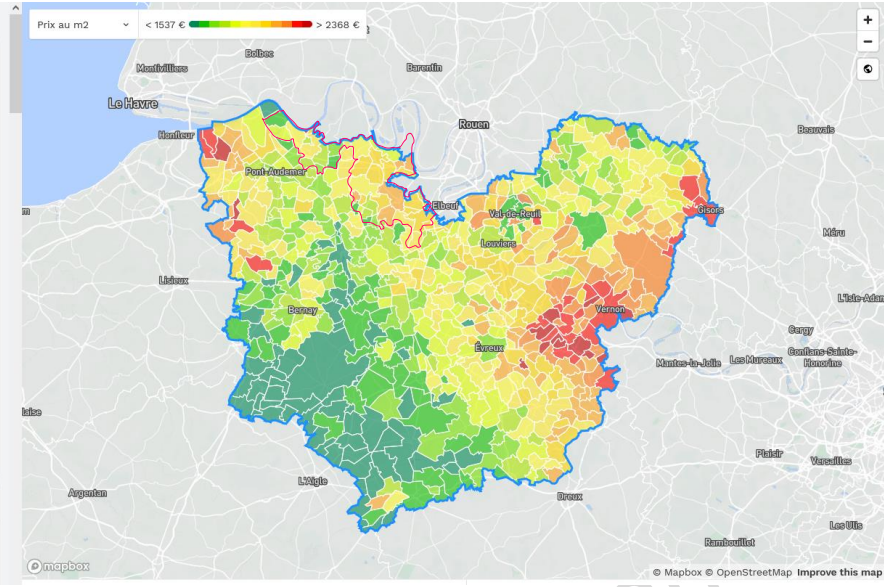 Prix au m2
< 1537 €
> 2368 €
Bolbec
Montivilliers
Barentin
Le Havre
Rouen
Honfleur
Beauvais
Pont-Audemer
Elbeuf
Val-de-Reuil
Gisors
Louviers
Méru
Lisieux
L'Isle-Adam
Bernay
Vernon
Cergy
Évreux
Mantes-la-Jolie
Les Mureaux
Conflans-Sainte-
Honorine
laise
Plaisir
Versailles
L'Aigle
Argentan
Dreux
Les Ulis
Rambouillet
mapbox
© Mapbox © OpenStreetMap Improve this map